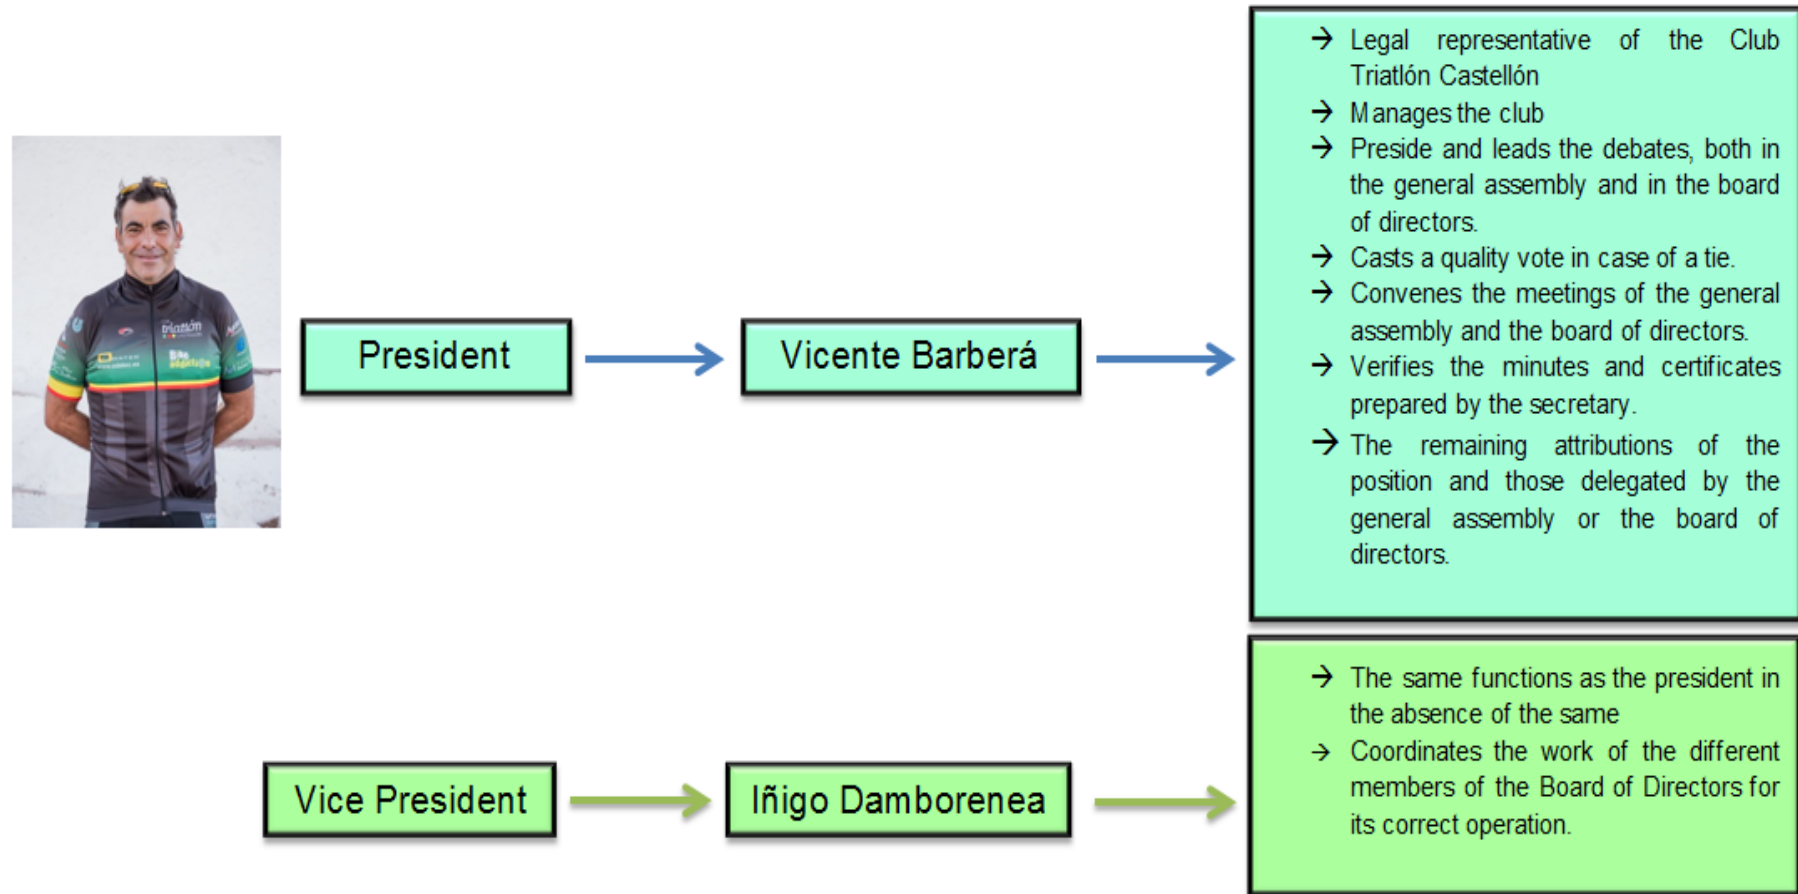 → Legal representative of the Club
Triatlón Castellón
→ Manages the club
→ Preside and leads the debates, both in
the general assembly and in the board
of directors.
→ Casts a quality vote in case of a tie.
→ Convenes the meetings of the general
assembly and the board of directors.
→ Verifies the minutes and certificates
prepared by the secretary.
→ The remaining attributions of the
position and those delegated by the
general assembly or the board of
directors.
triatlón
President
Vicente Barberá
→ The same functions as the president in
the absence of the same
→ Coordinates the work of the different
members of the Board of Directors for
its correct operation.
Vice President
Iñigo Damborenea